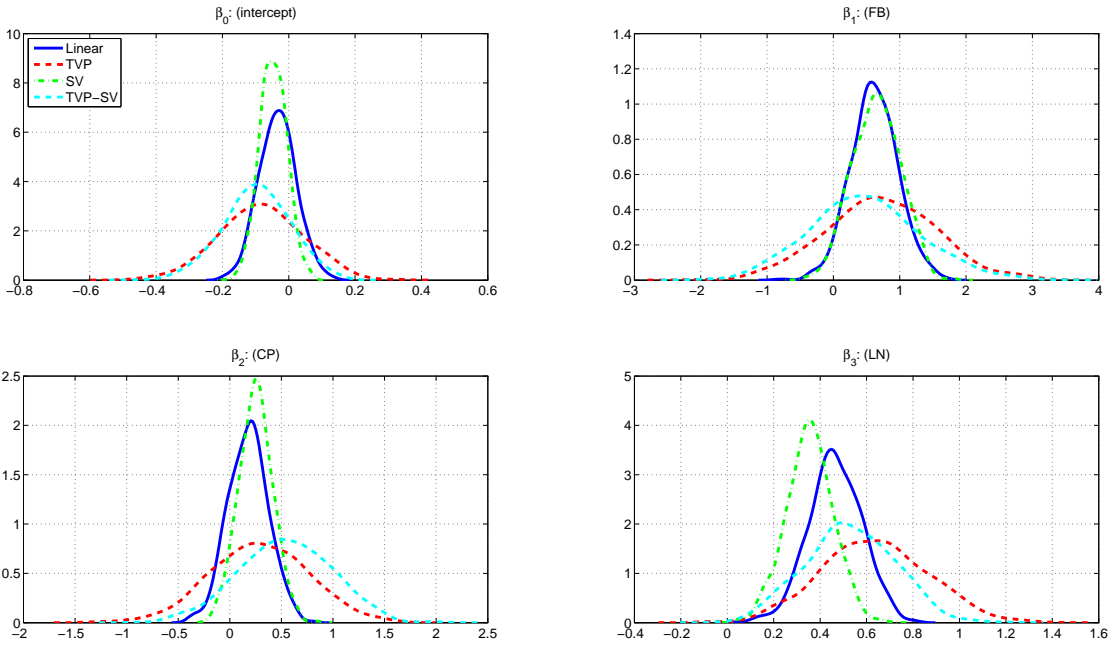 β0: (intercept)
10
8
6
4
2
0
−0.8 −0.6 −0.4 −0.2 0 0.2 0.4 0.6
Linear
TVP
SV
TVP−SV
β1: (FB)
1.4
1.2
1
0.8
0.6
0.4
0.2
0
−3 −2 −1 0 1 2 3 4
β2: (CP)
2.5
2
1.5
1
0.5
0
−2 −1.5 −1 −0.5 0 0.5 1 1.5 2 2.5
β3: (LN)
5
4
3
2
1
0
−0.4 −0.2 0 0.2 0.4 0.6 0.8 1 1.2 1.4 1.6